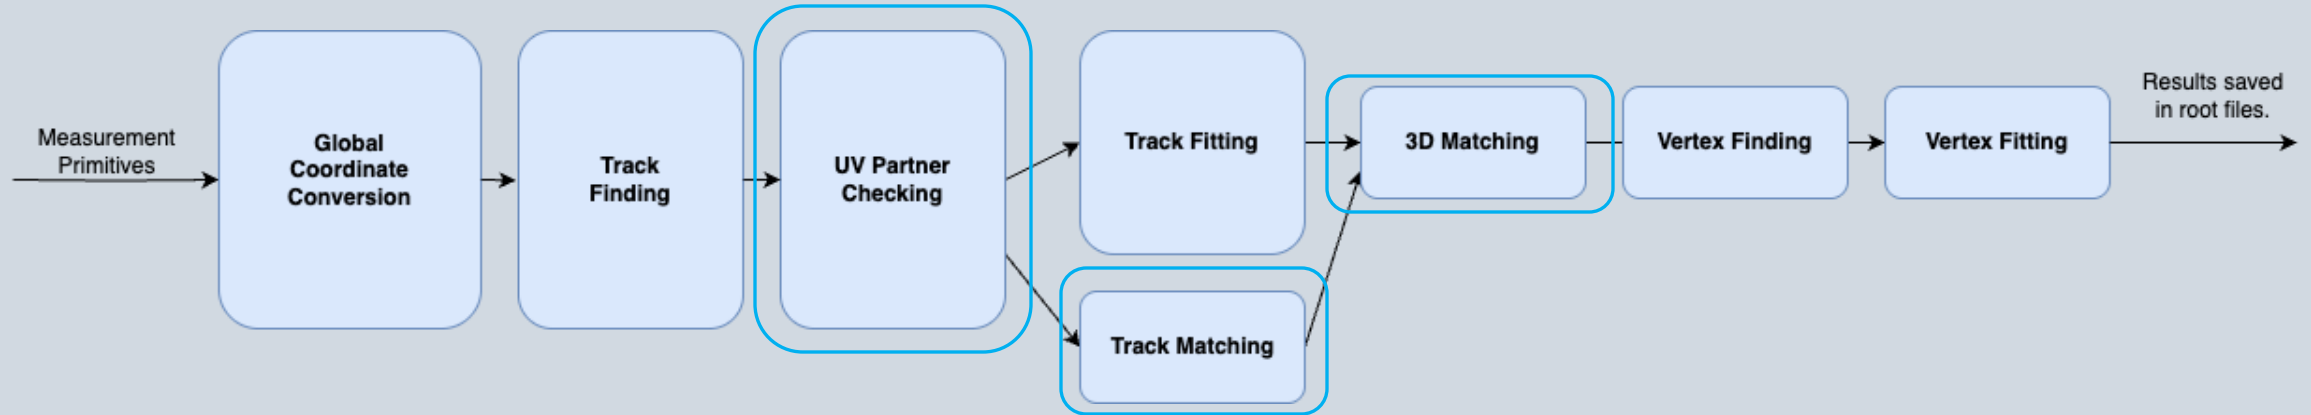 Measurement
Primitives
Global
Coordinate
Conversion
Track
Finding
UV Partner
Checking
Track Fitting
Track Matching
3D Matching
Vertex Finding
Vertex Fitting
Results saved
in root files.